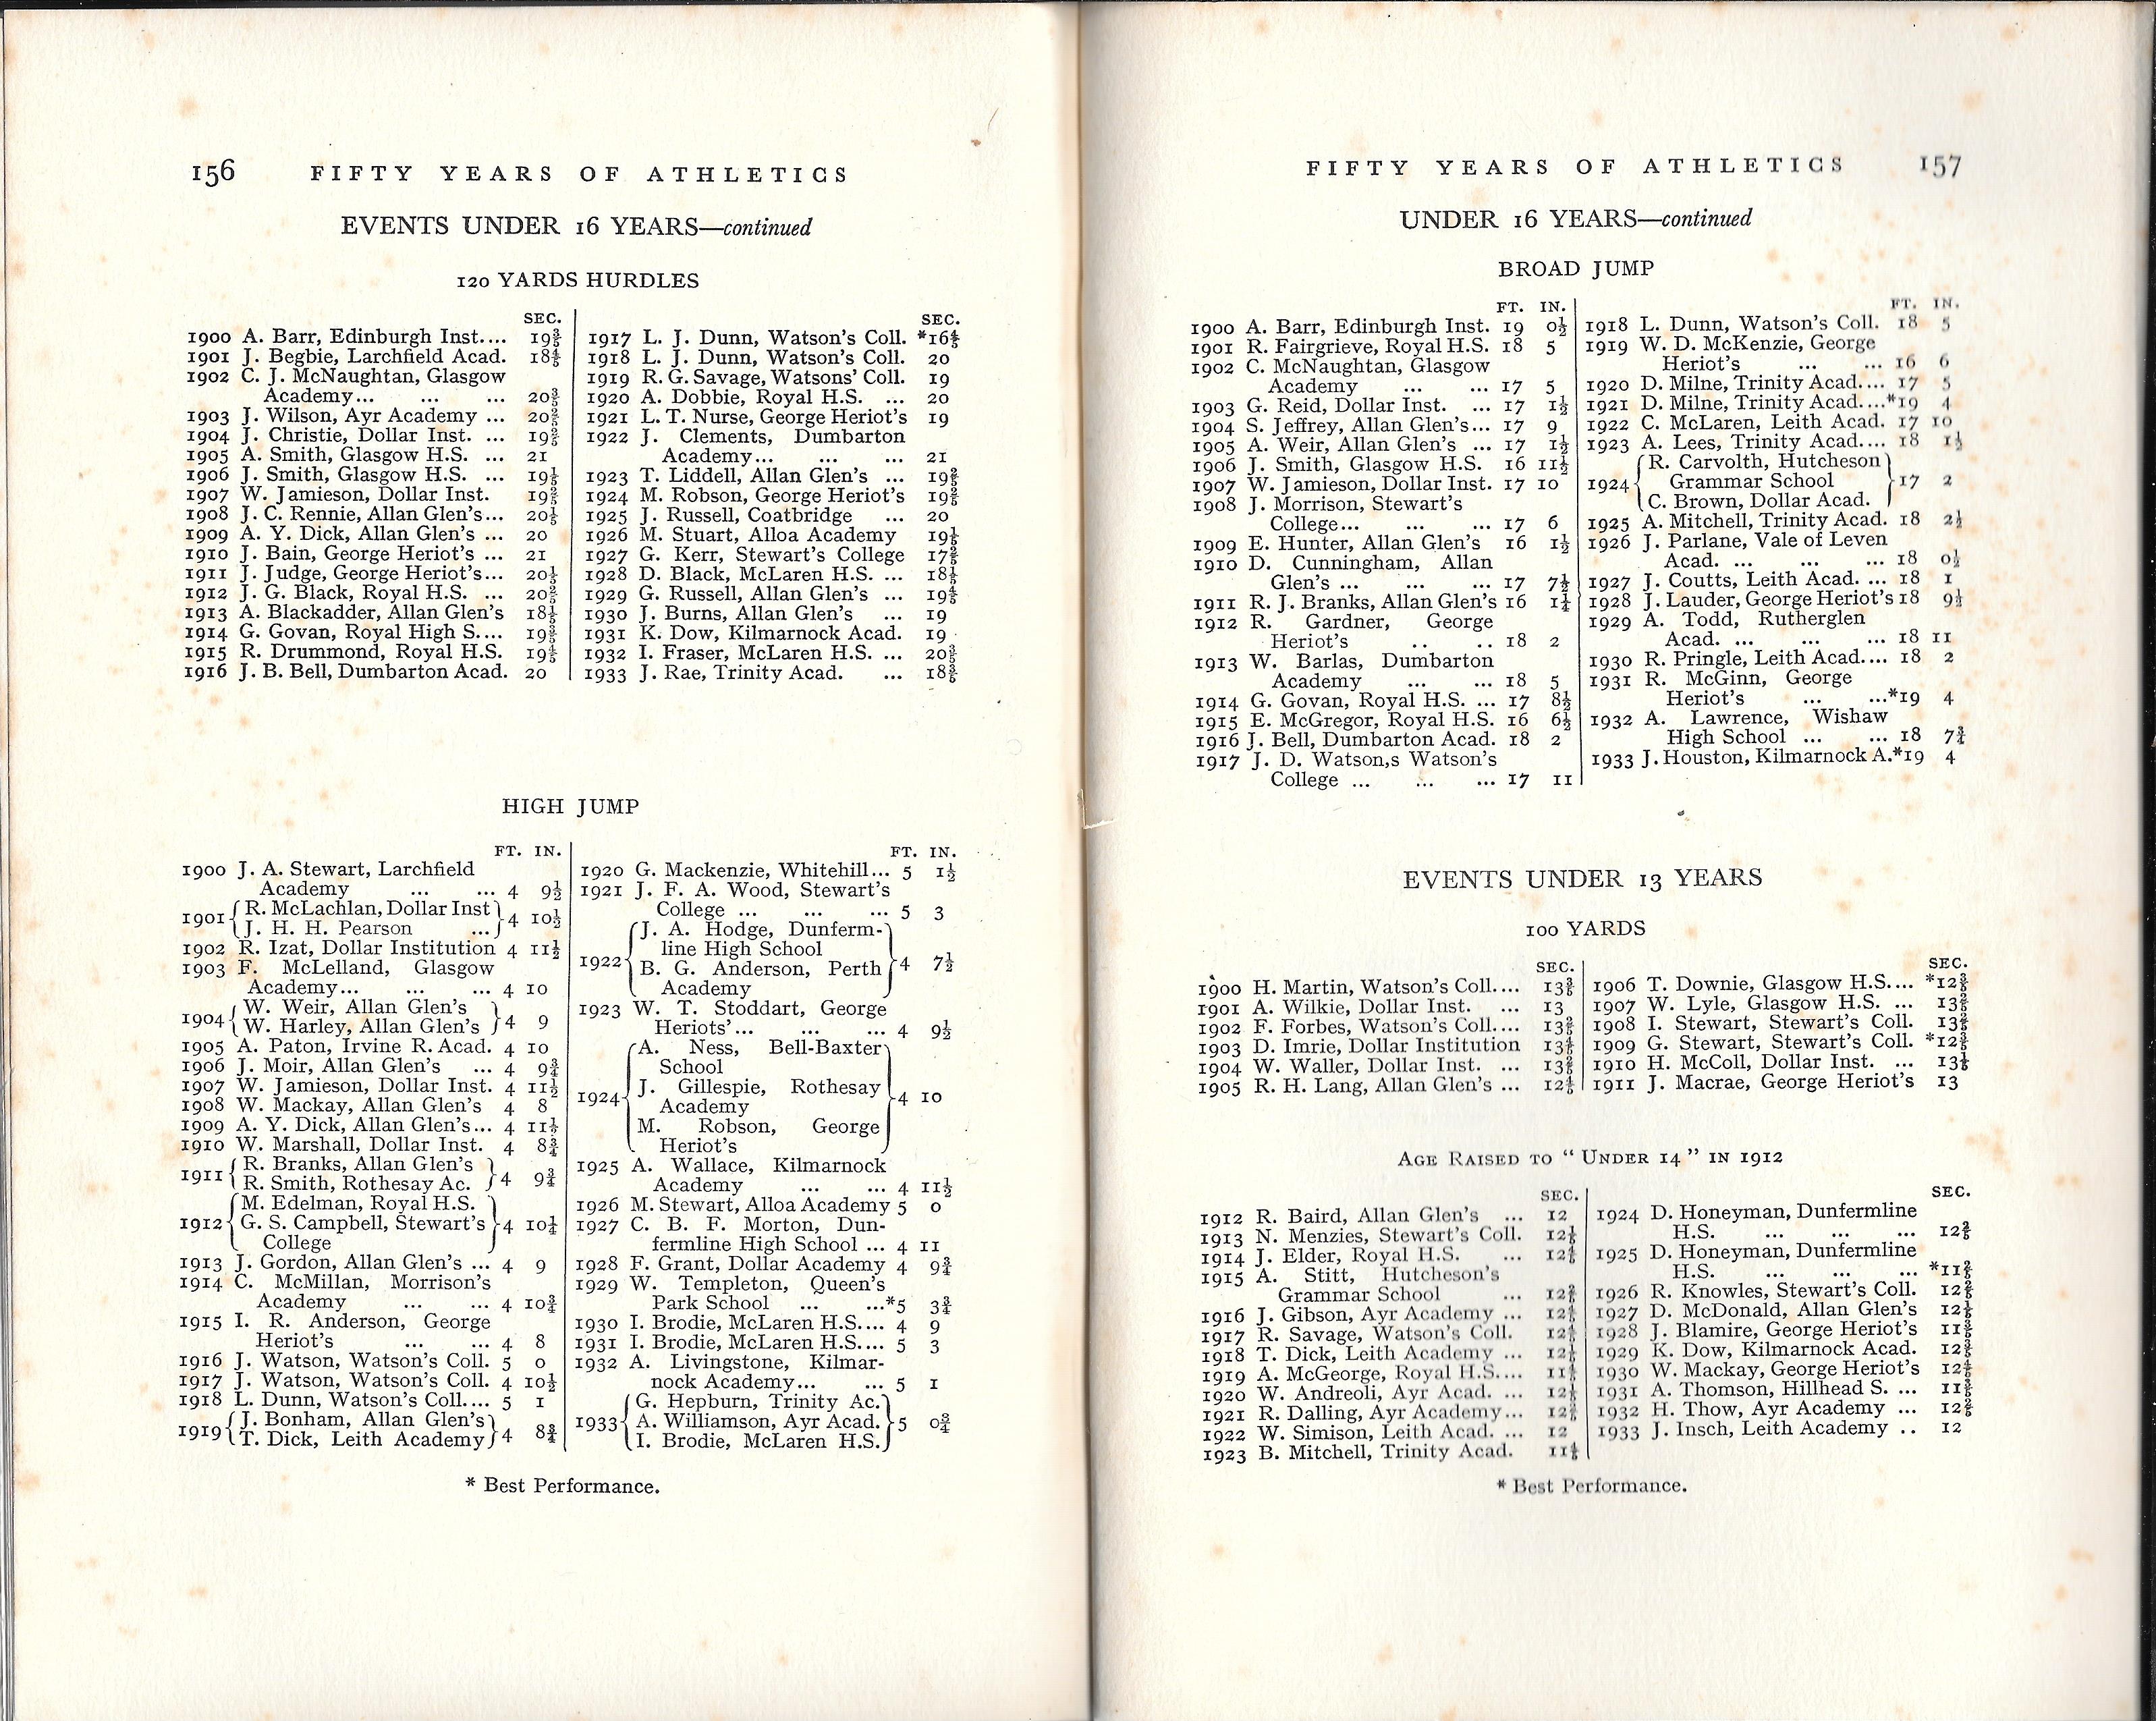 156 FIFTY YEARS OF ATHLETICS
EVENTS UNDER 16 YEARS—continued
120 YARDS HURDLES
SEC.
1900 A. Barr, Edinburgh Inst.... 19⅗
1901 J. Begbie, Larchfield Acad. 18⅘
1902 C. J. McNaughtan, Glasgow
Academy... ... ... 20⅗
1903 J. Wilson, Ayr Academy ... 20⅖
1904 J. Christie, Dollar Inst. ... 19⅖
1905 A. Smith, Glasgow H.S. ... 21
1906 J. Smith, Glasgow H.S. ... 19⅕
1907 W. Jamieson, Dollar Inst. 19⅖
1908 J. C. Rennie, Allan Glen's... 20⅕
1909 A. Y. Dick, Allan Glen's ... 20
1910 J. Bain, George Heriot's ... 21
1911 J. Judge, George Heriot's... 20⅕
1912 J. G. Black, Royal H.S. ... 20⅖
1913 A. Blackadder, Allan Glen's 18⅕
1914 G. Govan, Royal High S.... 19⅗
1915 R. Drummond, Royal H.S. 19⅘
1916 J. B. Bell, Dumbarton Acad. 20
SEC.
1917 L. J. Dunn, Watson's Coll. *16⅘
1918 L. J. Dunn, Watson's Coll. 20
1919 R. G. Savage, Watsons' Coll. 19
1920 A. Dobbie, Royal H.S. ... 20
1921 L. T. Nurse, George Heriot's 19
1922 J. Clements, Dumbarton
Academy... ... ... 21
1923 T. Liddell, Allan Glen's ... 19⅖
1924 M. Robson, George Heriot's 19⅖
1925 J. Russell, Coatbridge ... 20
1926 M. Stuart, Alloa Academy 19⅕
1927 G. Kerr, Stewart's College 17⅗
1928 D. Black, McLaren H.S. ... 18⅕
1929 G. Russell, Allan Glen's ... 19⅘
1930 J. Burns, Allan Glen's ... 19
1931 K. Dow, Kilmarnock Acad. 19
1932 I. Fraser, McLaren H.S. ... 20⅗
1933 J. Rae, Trinity Acad. ... 18⅗
HIGH JUMP
FT. IN.
1900 J. A. Stewart, Larchfield
Academy ... ... 4 9½
1901 { R. McLachlan, Dollar Inst } 4 10½
J. H. H. Pearson ...
1902 R. Izat, Dollar Institution 4 11½
1903 F. McLelland, Glasgow
Academy... ... ... 4 10
1904 { W. Weir, Allan Glen's } 4 9
W. Harley, Allan Glen's
1905 A. Paton, Irvine R. Acad. 4 10
1906 J. Moir, Allan Glen's ... 4 9¾
1907 W. Jamieson, Dollar Inst. 4 11½
1908 W. Mackay, Allan Glen's 4 8
1909 A. Y. Dick, Allan Glen's... 4 11½
1910 W. Marshall, Dollar Inst. 4 8¾
1911 { R. Branks, Allan Glen's } 4 9¾
R. Smith, Rothesay Ac.
M. Edelman, Royal H.S.
1912 { G. S. Campbell, Stewart's } 4 10¼
College
1913 J. Gordon, Allan Glen's ... 4 9
1914 C. McMillan, Morrison's
Academy ... ... 4 10¾
1915 I. R. Anderson, George
Heriot's ... ... 4 8
1916 J. Watson, Watson's Coll. 5 0
1917 J. Watson, Watson's Coll. 4 10½
1918 L. Dunn, Watson's Coll.... 5 1
1919 { J. Bonham, Allan Glen's } 4 8¾
T. Dick, Leith Academy
FT. IN.
1920 G. Mackenzie, Whitehill... 5 1½
1921 J. F. A. Wood, Stewart's
College ... ... ... 5 3
J. A. Hodge, Dunferm-
line High School
1922 { B. G. Anderson, Perth } 4 7½
Academy
1923 W. T. Stoddart, George
Heriots'... ... ... 4 9½
A. Ness, Bell-Baxter
School
1924 { J. Gillespie, Rothesay } 4 10
Academy
M. Robson, George
Heriot's
1925 A. Wallace, Kilmarnock
Academy ... ... 4 11½
1926 M. Stewart, Alloa Academy 5 0
1927 C. B. F. Morton, Dun-
fermline High School ... 4 11
1928 F. Grant, Dollar Academy 4 9¾
1929 W. Templeton, Queen's
Park School ... ...*5 3¾
1930 I. Brodie, McLaren H.S.... 4 9
1931 I. Brodie, McLaren H.S.... 5 3
1932 A. Livingstone, Kilmar-
nock Academy... ... 5 1
G. Hepburn, Trinity Ac.
1933 { A. Williamson, Ayr Acad. } 5 0¾
I. Brodie, McLaren H.S.
* Best Performance.
FIFTY YEARS OF ATHLETICS 157
UNDER 16 YEARS—continued
BROAD JUMP
FT. IN.
1900 A. Barr, Edinburgh Inst. 19 0½
1901 R. Fairgrieve, Royal H.S. 18 5
1902 C. McNaughtan, Glasgow
Academy ... ... 17 5
1903 G. Reid, Dollar Inst. ... 17 1½
1904 S. Jeffrey, Allan Glen's... 17 9
1905 A. Weir, Allan Glen's ... 17 1½
1906 J. Smith, Glasgow H.S. 16 11½
1907 W. Jamieson, Dollar Inst. 17 10
1908 J. Morrison, Stewart's
College... ... ... 17 6
1909 E. Hunter, Allan Glen's 16 1½
1910 D. Cunningham, Allan
Glen's ... ... ... 17 7½
1911 R. J. Branks, Allan Glen's 16 1¼
1912 R. Gardner, George
Heriot's .. .. 18 2
1913 W. Barlas, Dumbarton
Academy ... ... 18 5
1914 G. Govan, Royal H.S. ... 17 8½
1915 E. McGregor, Royal H.S. 16 6½
1916 J. Bell, Dumbarton Acad. 18 2
1917 J. D. Watson,s Watson's
College ... ... ... 17 11
FT. IN.
1918 L. Dunn, Watson's Coll. 18 5
1919 W. D. McKenzie, George
Heriot's ... ... 16 6
1920 D. Milne, Trinity Acad.... 17 5
1921 D. Milne, Trinity Acad....*19 4
1922 C. McLaren, Leith Acad. 17 10
1923 A. Lees, Trinity Acad.... 18 1½
R. Carvolth, Hutcheson
1924 { Grammar School } 17 2
C. Brown, Dollar Acad.
1925 A. Mitchell, Trinity Acad. 18 2½
1926 J. Parlane, Vale of Leven
Acad. ... ... ... 18 0½
1927 J. Coutts, Leith Acad. ... 18 1
1928 J. Lauder, George Heriot's 18 9½
1929 A. Todd, Rutherglen
Acad. ... ... ... 18 11
1930 R. Pringle, Leith Acad.... 18 2
1931 R. McGinn, George
Heriot's ... ...*19 4
1932 A. Lawrence, Wishaw
High School ... ... 18 7¾
1933 J. Houston, Kilmarnock A.*19 4
EVENTS UNDER 13 YEARS
100 YARDS
SEC.
1900 H. Martin, Watson's Coll.... 13⅗
1901 A. Wilkie, Dollar Inst. ... 13
1902 F. Forbes, Watson's Coll.... 13⅖
1903 D. Imrie, Dollar Institution 13⅘
1904 W. Waller, Dollar Inst. ... 13⅖
1905 R. H. Lang, Allan Glen's ... 12⅘
SEC.
1906 T. Downie, Glasgow H.S.... *12⅗
1907 W. Lyle, Glasgow H.S. ... 13⅖
1908 I. Stewart, Stewart's Coll. 13⅖
1909 G. Stewart, Stewart's Coll. *12⅗
1910 H. McColl, Dollar Inst. ... 13⅕
1911 J. Macrae, George Heriot's 13
AGE RAISED TO “UNDER 14” IN 1912
SEC.
1912 R. Baird, Allan Glen's ... 12
1913 N. Menzies, Stewart's Coll. 12⅕
1914 J. Elder, Royal H.S. ... 12⅘
1915 A. Stitt, Hutcheson's
Grammar School ... 12⅖
1916 J. Gibson, Ayr Academy ... 12⅘
1917 R. Savage, Watson's Coll. 12⅘
1918 T. Dick, Leith Academy ... 12⅕
1919 A. McGeorge, Royal H.S.... 11⅘
1920 W. Andreoli, Ayr Acad. ... 12⅕
1921 R. Dalling, Ayr Academy... 12⅖
1922 W. Simison, Leith Acad. ... 12
1923 B. Mitchell, Trinity Acad. 11⅘
SEC.
1924 D. Honeyman, Dunfermline
H.S. ... ... ... 12⅖
1925 D. Honeyman, Dunfermline
H.S. ... ... ... *11⅖
1926 R. Knowles, Stewart's Coll. 12⅖
1927 D. McDonald, Allan Glen's 12⅕
1928 J. Blamire, George Heriot's 11⅗
1929 K. Dow, Kilmarnock Acad. 12⅖
1930 W. Mackay, George Heriot's 12⅘
1931 A. Thomson, Hillhead S. ... 11⅗
1932 H. Thow, Ayr Academy ... 12⅖
1933 J. Insch, Leith Academy .. 12
* Best Performance.